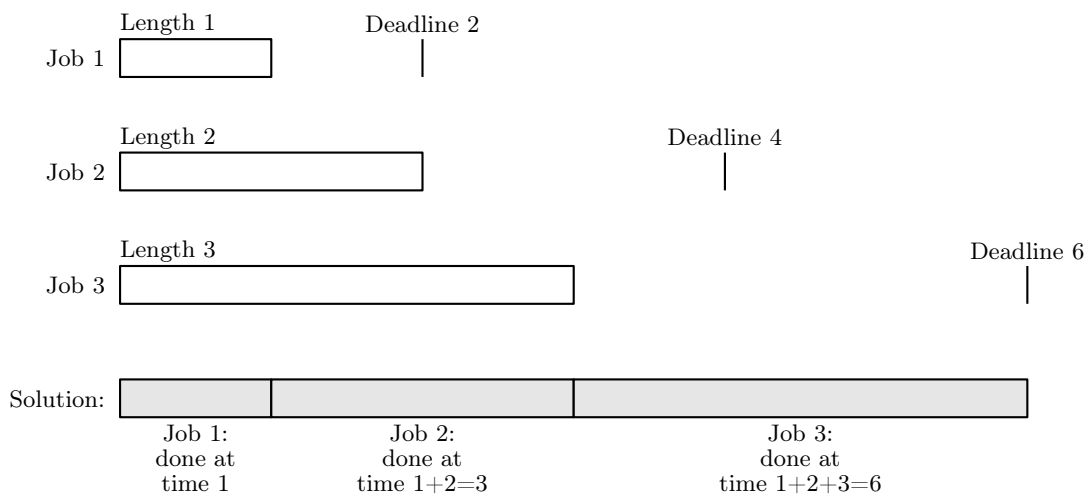 Length 1
Deadline 2
Job 1
Length 2
Deadline 4
Job 2
Length 3
Deadline 6
Job 3
Solution:
Job 1:
done at
time 1
Job 2:
done at
time 1+2=3
Job 3:
done at
time 1+2+3=6